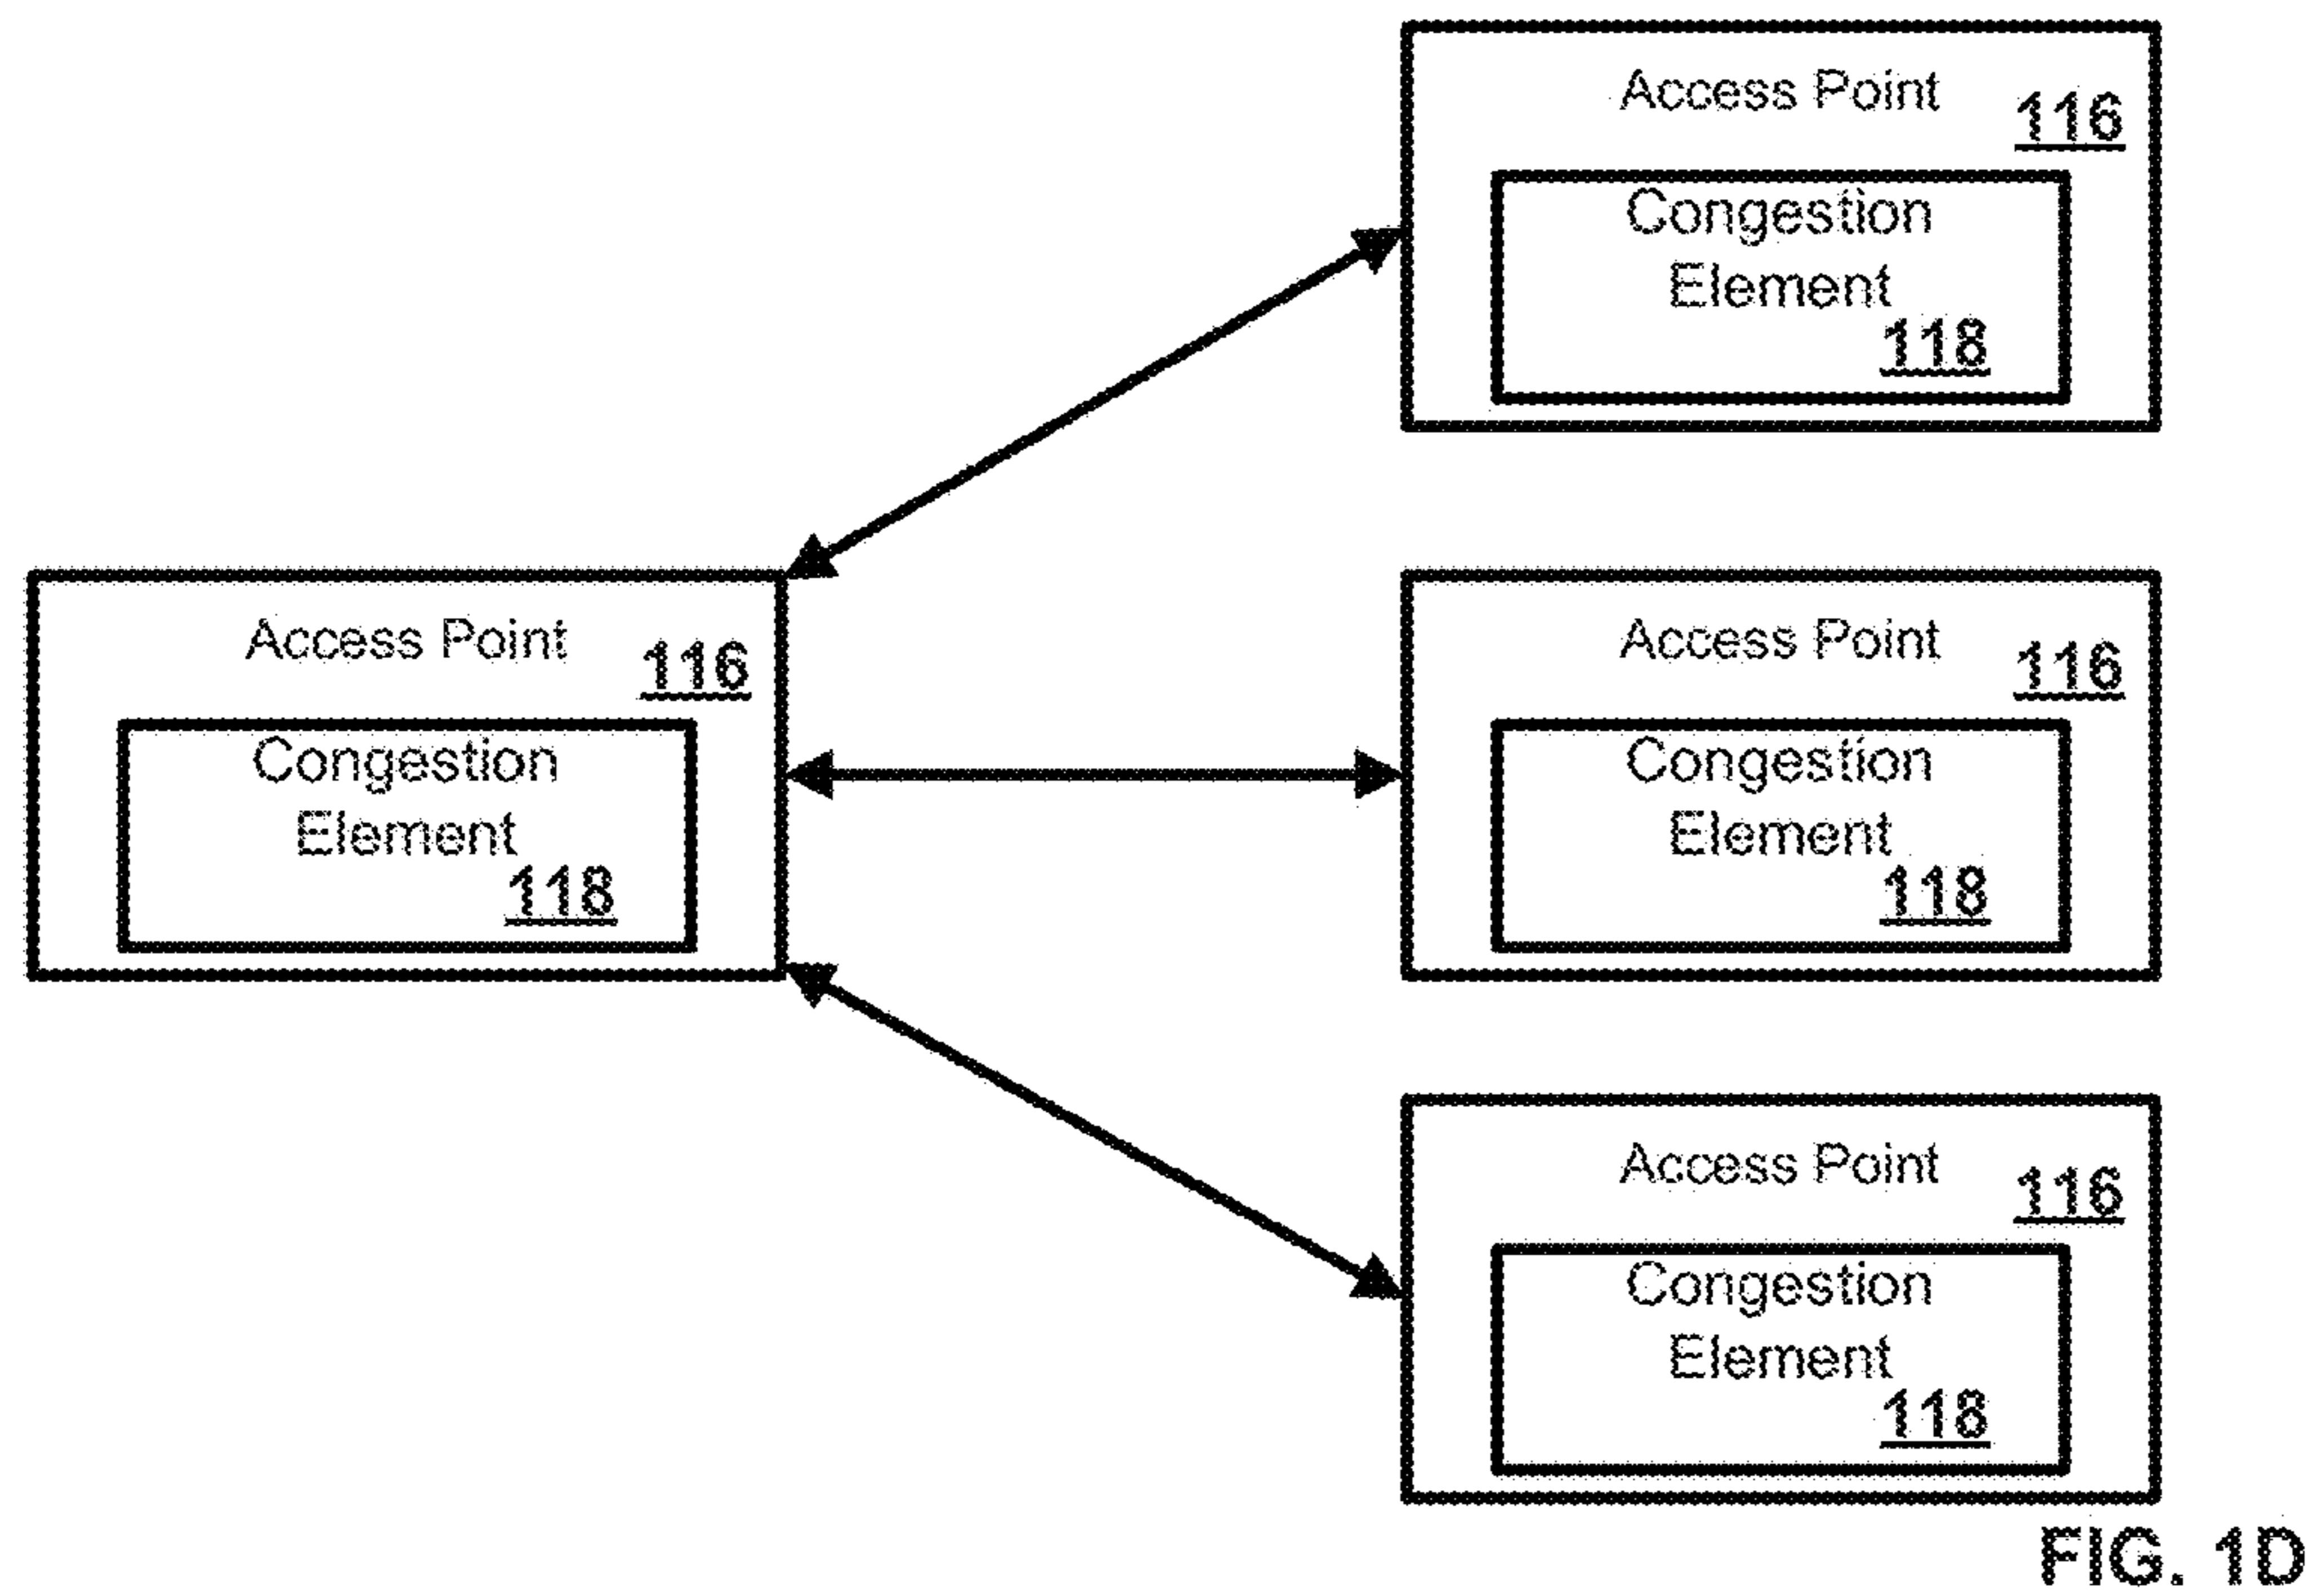 Access Point
116
Congestion
Element
118
Access Point
116
Congestion
Element
118
Access Point
116
Congestion
Element
118
Access Point
116
Congestion
Element
118
FIG. 1D